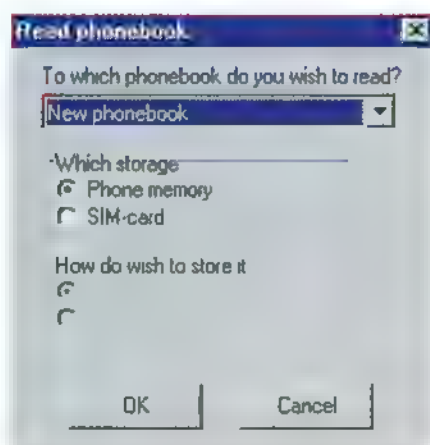 Read phonebook
To which phonebook do you wish to read?
New phonebook
Which storage
Phone memory
SIM-card
How do wish to store it
OK
Cancel